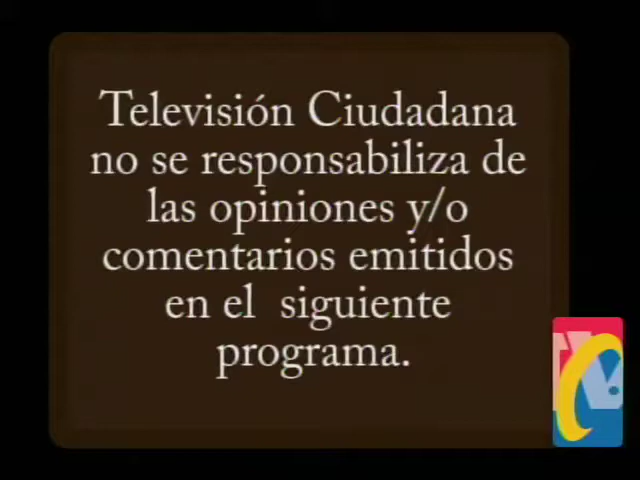 Televisión Ciudadana
no se responsabiliza de
las opiniones y/o
comentarios emitidos
en el siguiente
programa.